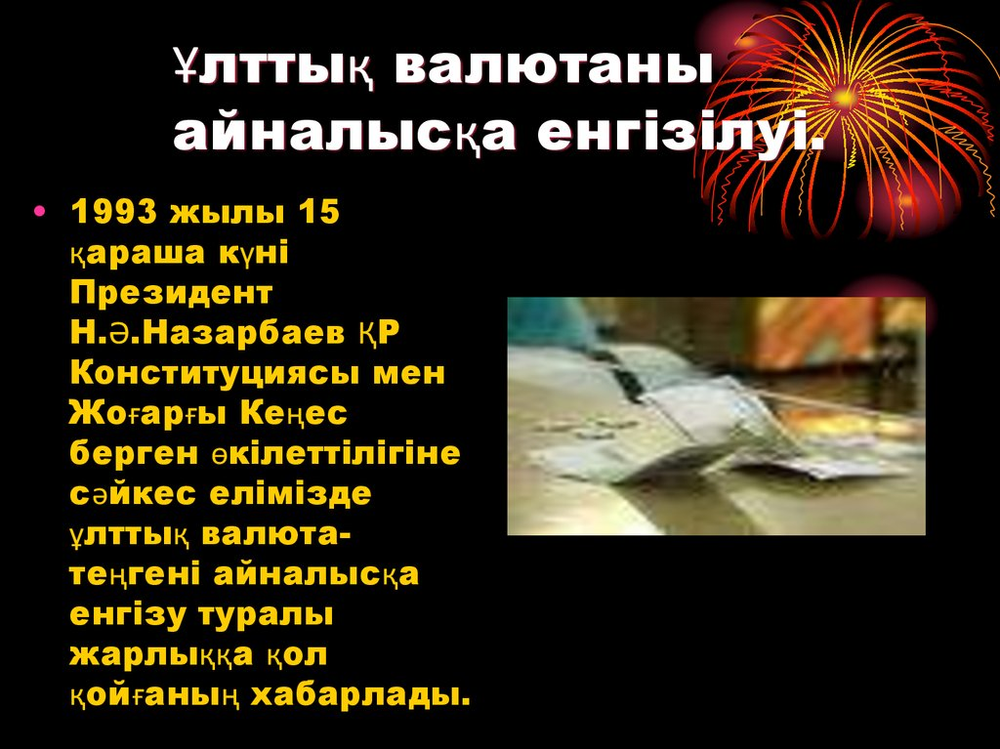 Ұлттық валютаны
айналысқа енгізілуі.
• 1993 жылы 15
қараша күні
Президент
Н.Ә.Назарбаев ҚР
Конституциясы мен
Жоғарғы Кеңес
берген өкілеттілігіне
сәйкес елімізде
ұлттық валюта-
теңгені айналысқа
енгізу туралы
жарлыққа қол
қойғаның хабарлады.